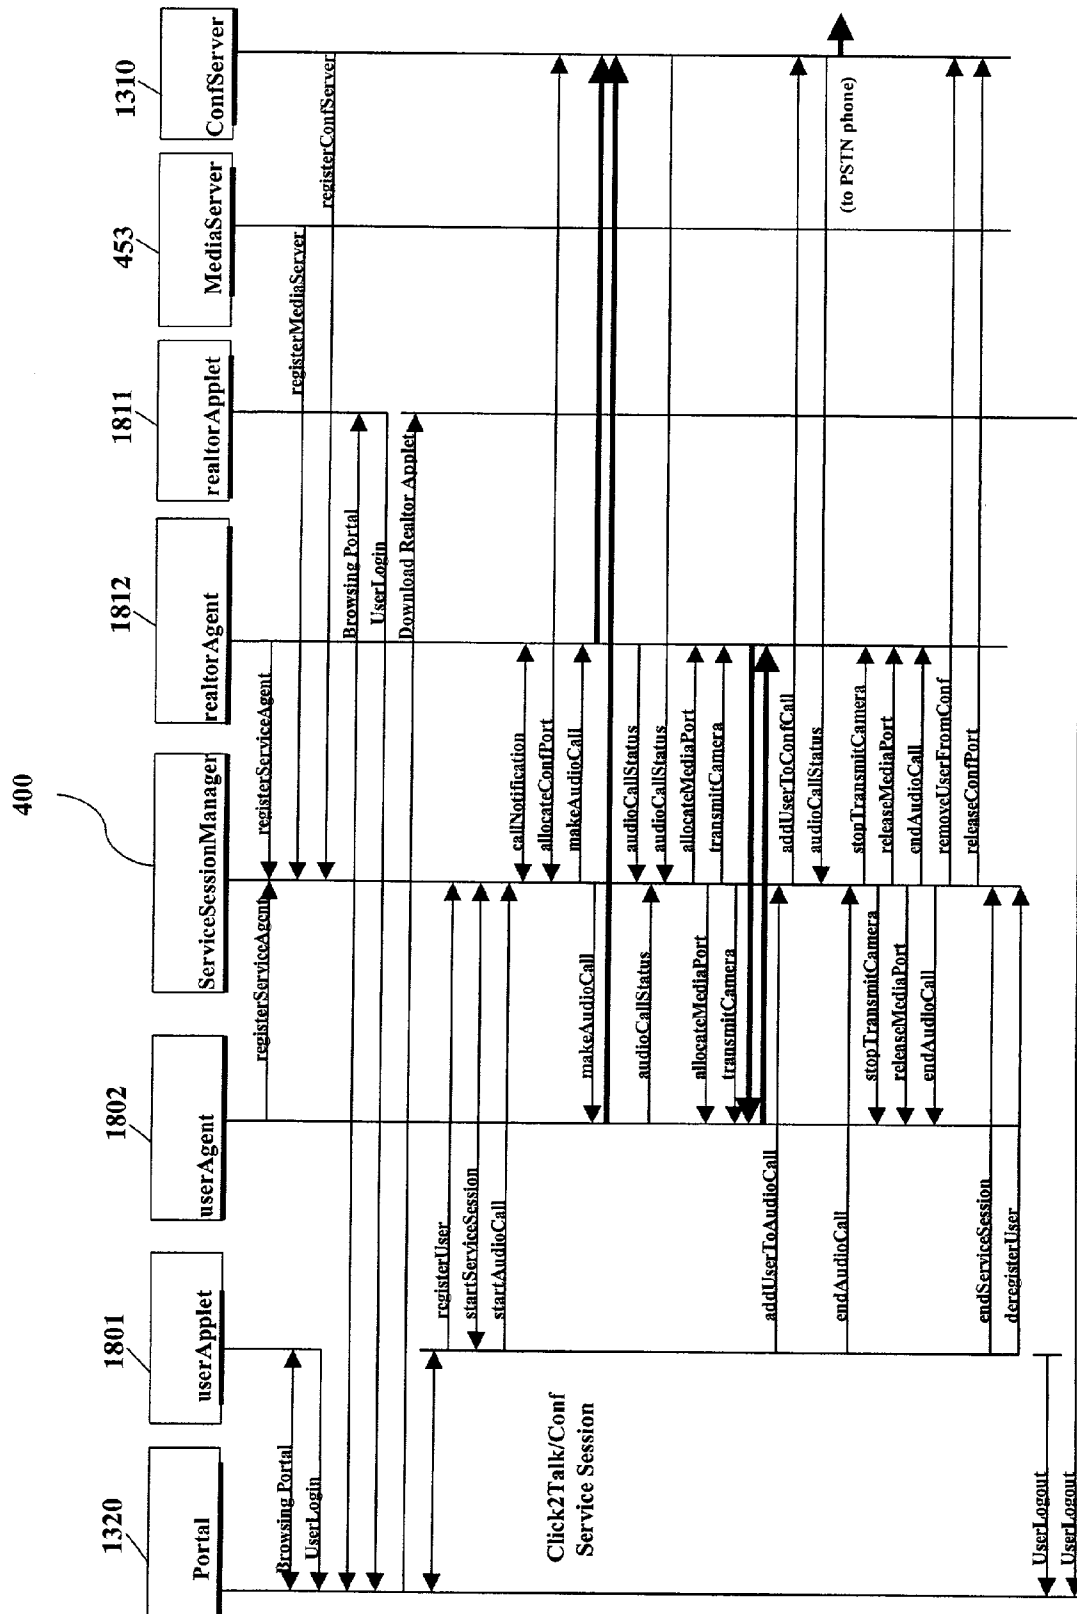 1320
Portal
1801
userApplet
1802
userAgent
400
ServiceSessionManager
1812
realtorAgent
1811
realtorApplet
453
MediaServer
1310
ConfServer
registerServiceAgent
registerServiceAgent
Browsing Portal
registerMediaServer
UserLogin
registerConfServer
Browsing Portal
UserLogin
Download Realtor Applet
registerUser
startServiceSession
startAudioCall
callNotification
allocateConfPort
makeAudioCall
makeAudioCall
audioCallStatus
audioCallStatus
audioCallStatus
allocateMediaPort
allocateMediaPort
transmitCamera
transmitCamera
Click2Talk/Conf
Service Session
addUserToAudioCall
addUserToConfCall
audioCallStatus
(to PSTN phone)
endAudioCall
stopTransmitCamera
stopTransmitCamera
releaseMediaPort
releaseMediaPort
endAudioCall
endAudioCall
removeUserFromConf
releaseConfPort
endServiceSession
deregisterUser
UserLogout
UserLogout